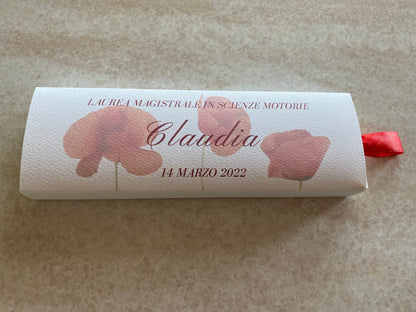 LAUREA MAGISTRALE IN SCIENZE MOTORIE
Claudia
14 MARZO 2022